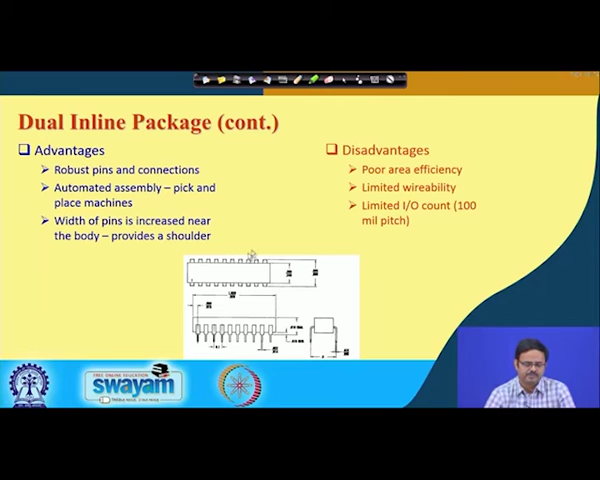 Dual Inline Package (cont.)
Advantages
Robust pins and connections
Automated assembly – pick and
place machines
Width of pins is increased near
the body – provides a shoulder
Disadvantages
Poor area efficiency
Limited wireability
Limited I/O count (100
mil pitch)
FREE ONLINE EDUCATION
swayam